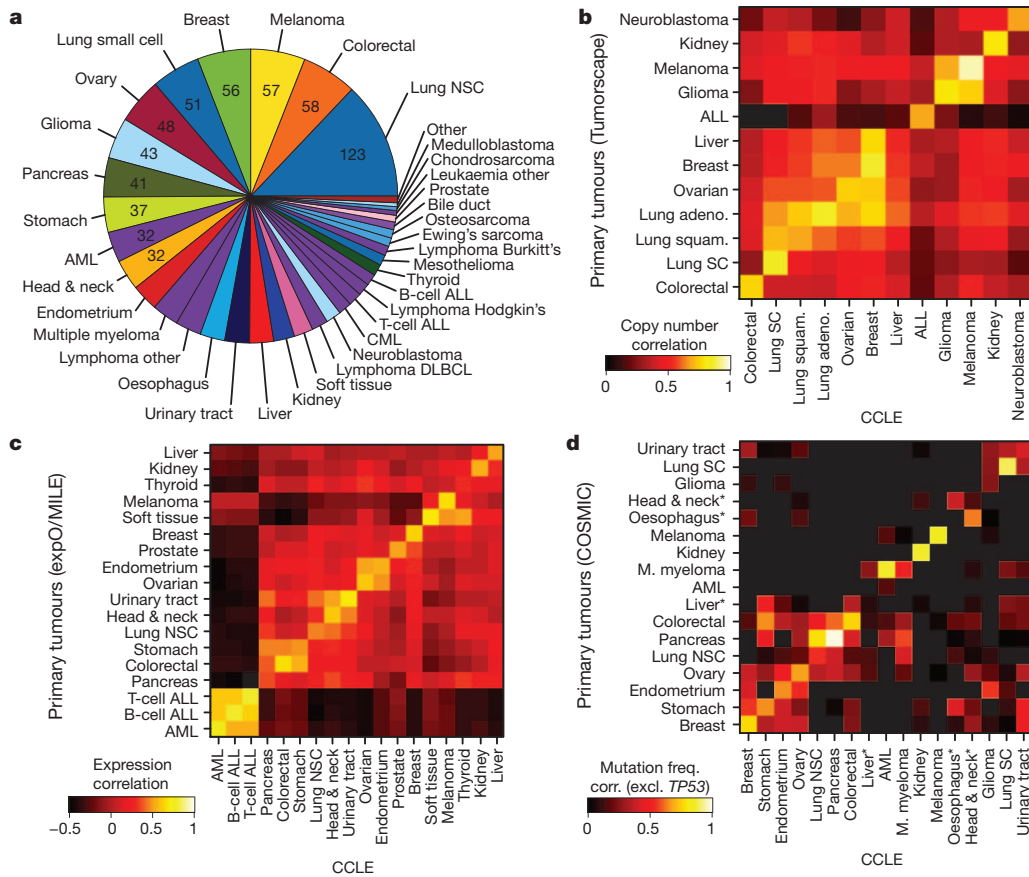 a
Breast
Melanoma
Lung small cell
Colorectal
Ovary
Lung NSC
Glioma
Pancreas
Stomach
AML
Head & neck
Endometrium
Multiple myeloma
Lymphoma other
Oesophagus
Urinary tract
Liver
Kidney
Soft tissue
Lymphoma DLBCL
Neuroblastoma
CML
T-cell ALL
Lymphoma Hodgkin's
B-cell ALL
Thyroid
Mesothelioma
Lymphoma Burkitt's
Ewing's sarcoma
Osteosarcoma
Bile duct
Prostate
Leukaemia other
Chondrosarcoma
Medulloblastoma
Other
56
57
58
123
51
48
43
41
37
32
32
b
Primary tumours (Tumorscape)
Neuroblastoma
Kidney
Melanoma
Glioma
ALL
Liver
Breast
Ovarian
Lung adeno.
Lung squam.
Lung SC
Colorectal
Colorectal
Lung SC
Lung squam.
Lung adeno.
Ovarian
Breast
Liver
ALL
Glioma
Melanoma
Kidney
Neuroblastoma
CCLE
Copy number
correlation
0 0.5 1
c
Primary tumours (expO/MILE)
Liver
Kidney
Thyroid
Melanoma
Soft tissue
Breast
Prostate
Endometrium
Ovarian
Urinary tract
Head & neck
Lung NSC
Stomach
Colorectal
Pancreas
T-cell ALL
B-cell ALL
AML
AML
B-cell ALL
T-cell ALL
Pancreas
Colorectal
Stomach
Lung NSC
Head & neck
Urinary tract
Ovarian
Endometrium
Prostate
Breast
Soft tissue
Melanoma
Thyroid
Kidney
Liver
CCLE
Expression
correlation
−0.5 0 0.5 1
d
Primary tumours (COSMIC)
Urinary tract
Lung SC
Glioma
Head & neck*
Oesophagus*
Melanoma
Kidney
M. myeloma
AML
Liver*
Colorectal
Pancreas
Lung NSC
Ovary
Endometrium
Stomach
Breast
Breast
Stomach
Endometrium
Ovary
Lung NSC
Pancreas
Colorectal
Liver*
AML
M. myeloma
Kidney
Melanoma
Oesophagus*
Head & neck*
Glioma
Lung SC
Urinary tract
CCLE
Mutation freq.
corr. (excl. TP53)
0 0.5 1